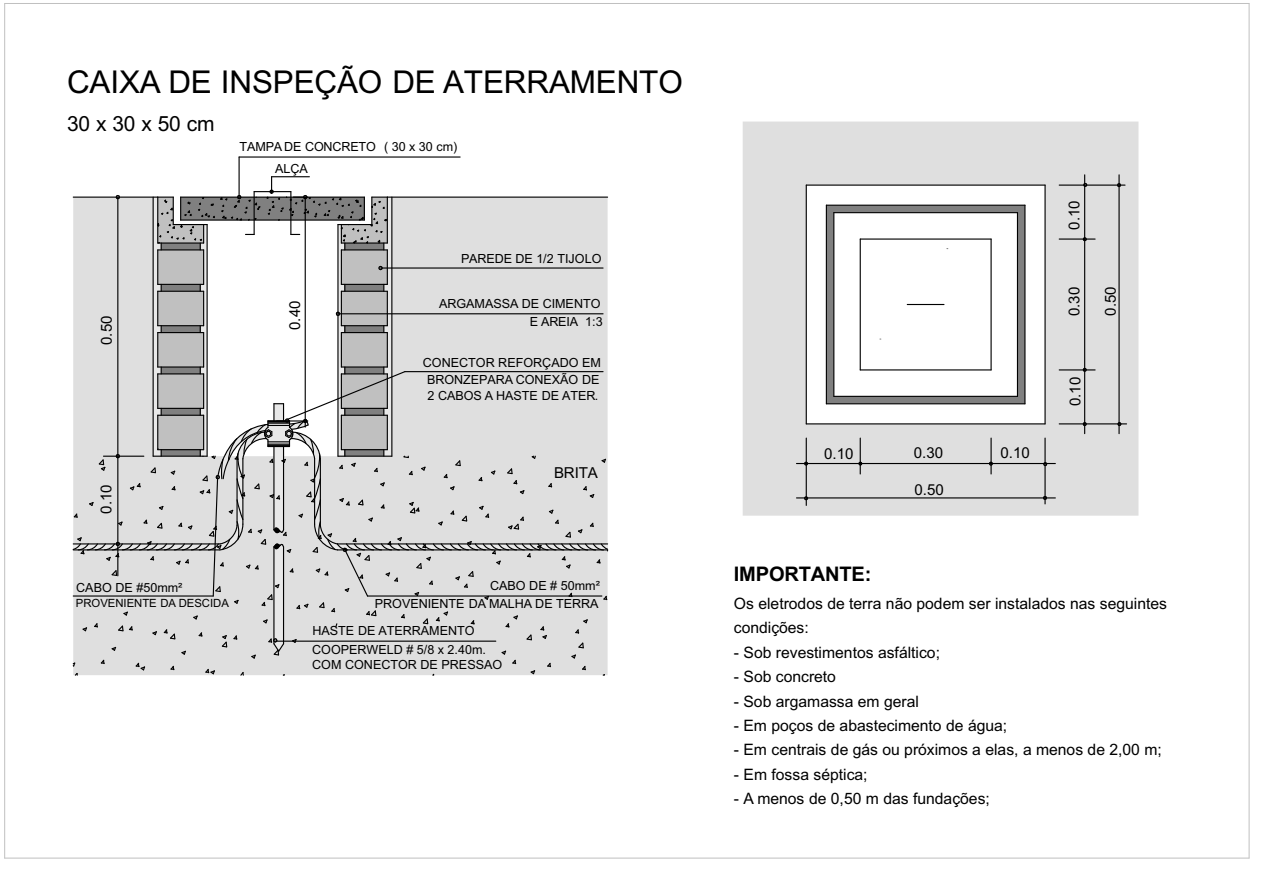 CAIXA DE INSPEÇÃO DE ATERRAMENTO
30 x 30 x 50 cm
TAMPA DE CONCRETO ( 30 x 30 cm)
ALÇA
PAREDE DE 1/2 TIJOLO
ARGAMASSA DE CIMENTO
E AREIA 1:3
CONECTOR REFORÇADO EM
BRONZEPARA CONEXÃO DE
2 CABOS A HASTE DE ATER.
0.50
0.40
0.10
BRITA
CABO DE #50mm²
PROVENIENTE DA DESCIDA
CABO DE # 50mm²
PROVENIENTE DA MALHA DE TERRA
HASTE DE ATERRAMENTO
COOPERWELD # 5/8 x 2.40m.
COM CONECTOR DE PRESSAO
0.10
0.30
0.50
0.10
0.10
0.30
0.10
0.50
IMPORTANTE:
Os eletrodos de terra não podem ser instalados nas seguintes
condições:
- Sob revestimentos asfáltico;
- Sob concreto
- Sob argamassa em geral
- Em poços de abastecimento de água;
- Em centrais de gás ou próximos a elas, a menos de 2,00 m;
- Em fossa séptica;
- A menos de 0,50 m das fundações;